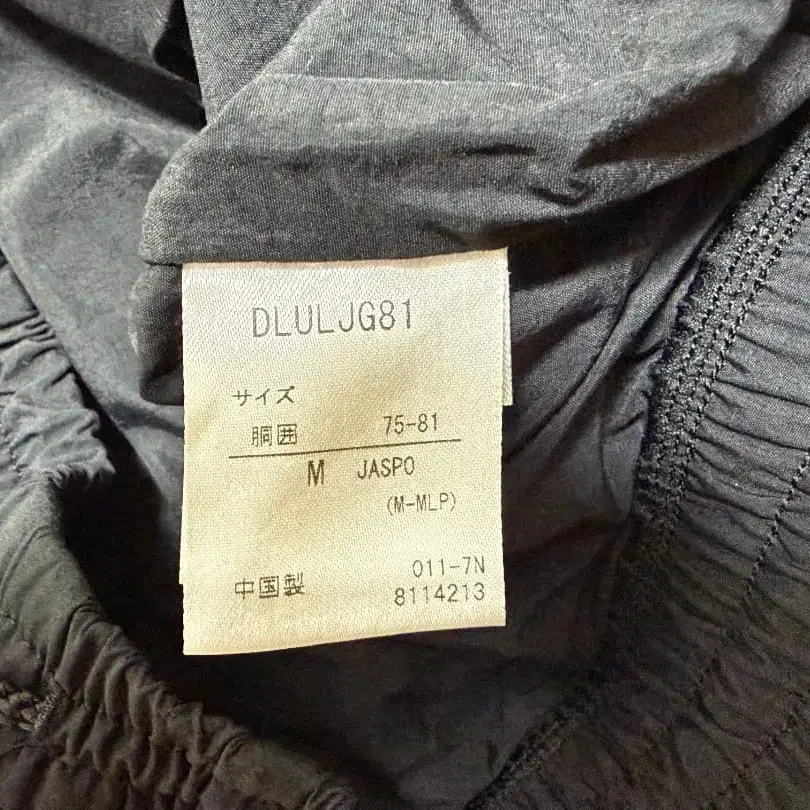 DLULJG81
サイズ
胴囲 75-81
M JASPO
(M-MLP)
011-7N
中国製 8114213